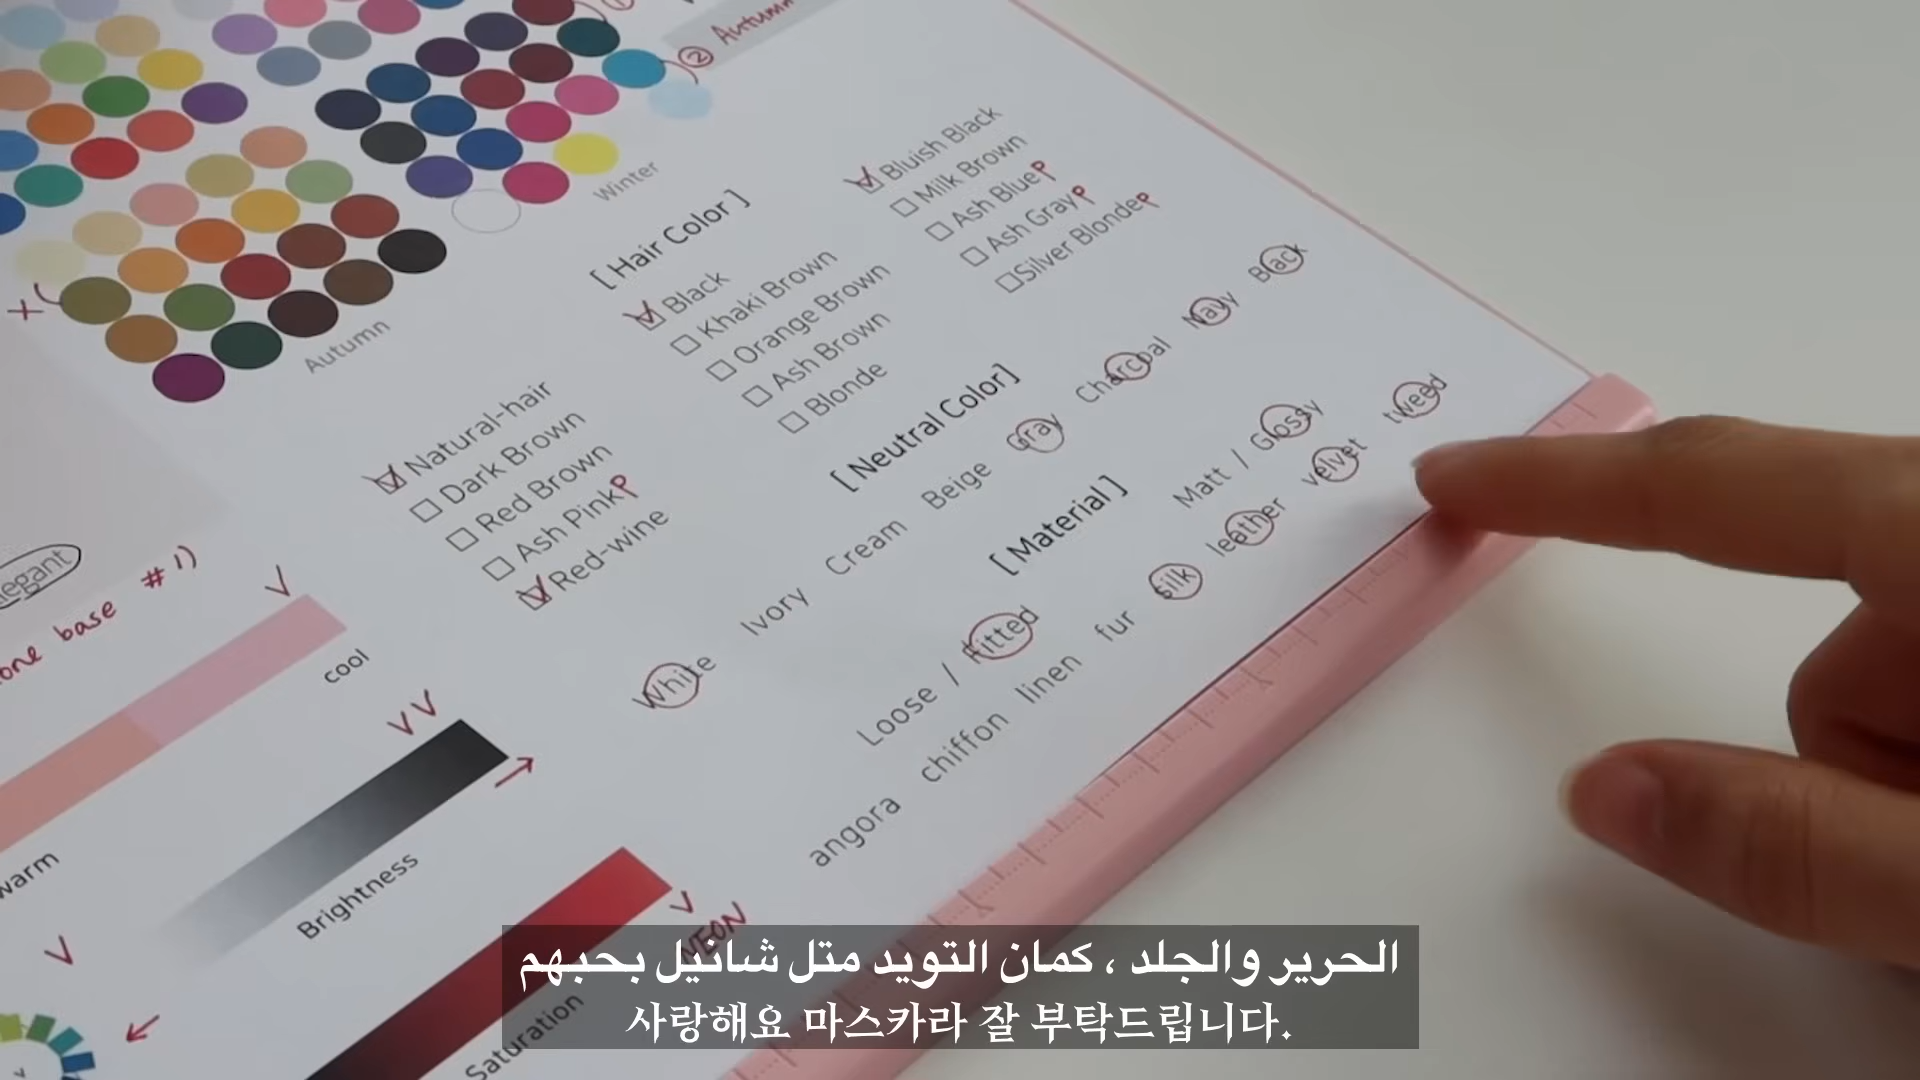 ② Autumn
Winter
Autumn
[ Hair Color ]
Natural-hair
Dark Brown
Red Brown
Ash Pink P
Red-wine
Black
Khaki Brown
Orange Brown
Ash Brown
Blonde
Bluish Black
Milk Brown
Ash Blue P
Ash Gray P
Silver Blonde P
[ Neutral Color ]
White Ivory Cream Beige Gray Charcoal Navy Black
[ Material ]
Loose / Fitted Matt / Glossy
angora chiffon linen fur silk leather velvet tweed
base #1)
cool
warm
Brightness
NEON
Saturation
الحرير والجلد ، كمان التويد متل شانيل بحبهم
사랑해요 마스카라 잘 부탁드립니다.